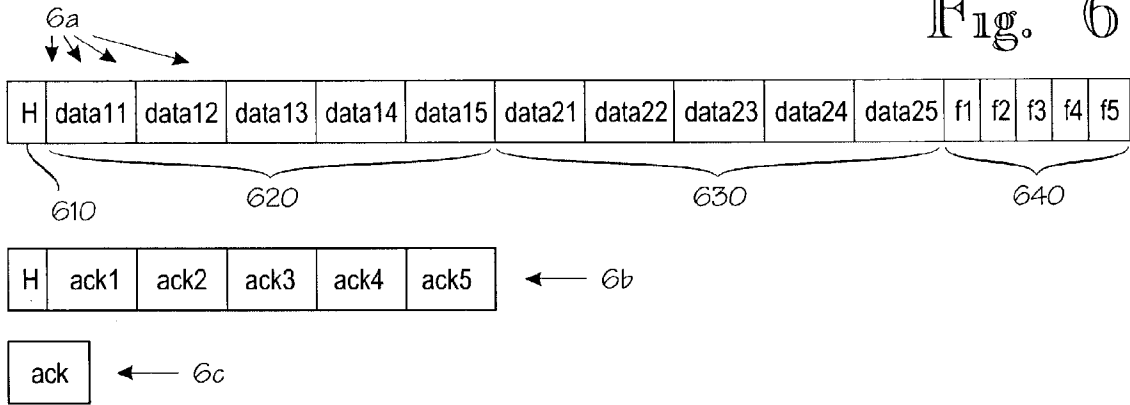 6a
Fig. 6
H data11 data12 data13 data14 data15 data21 data22 data23 data24 data25 f1 f2 f3 f4 f5
610 620 630 640
H ack1 ack2 ack3 ack4 ack5 6b
ack 6c